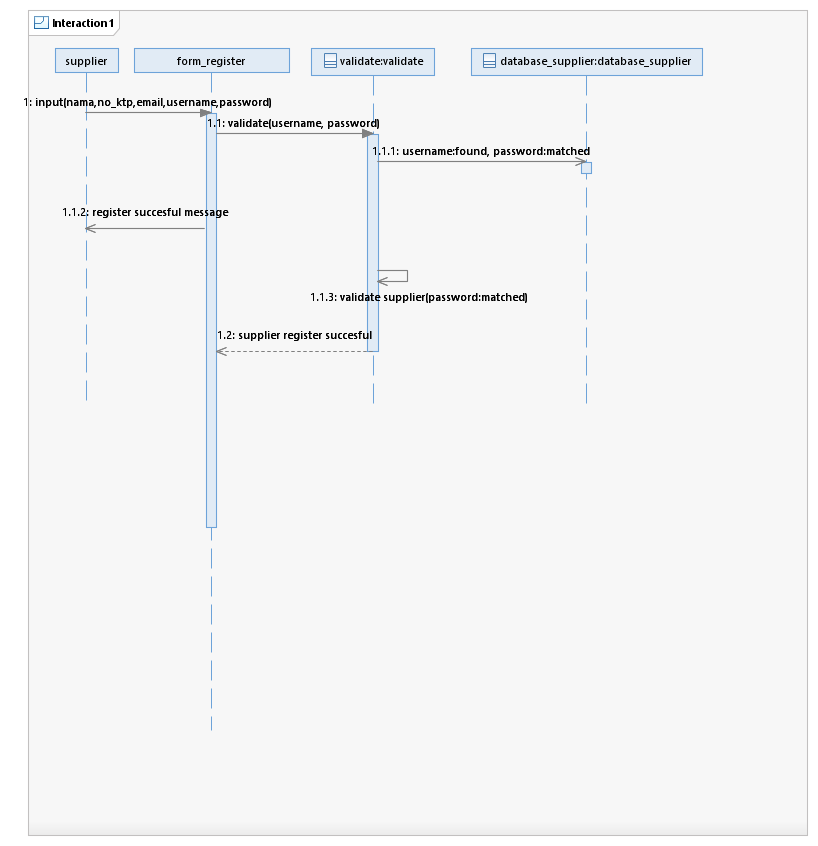 Interaction1
supplier
form_register
validate:validate
database_supplier:database_supplier
1: input(nama,no_ktp,email,username,password)
1.1: validate(username, password)
1.1.1: username:found, password:matched
1.1.2: register succesful message
1.1.3: validate supplier(password:matched)
1.2: supplier register succesful